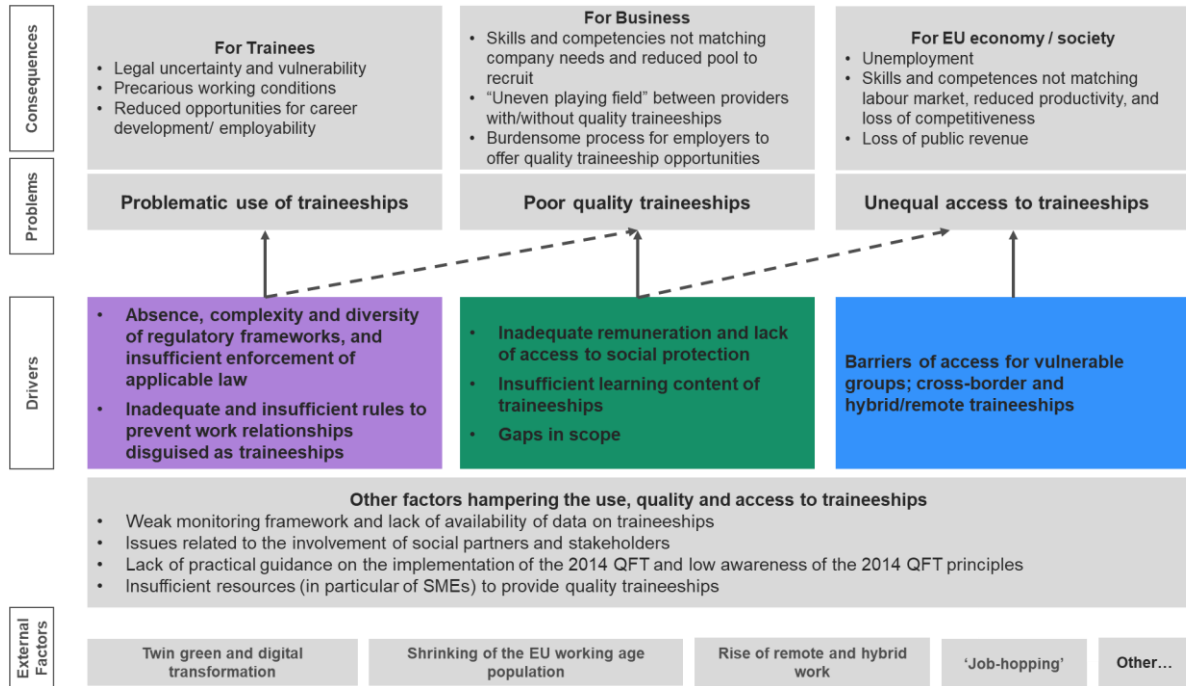 Consequences
For Trainees
• Legal uncertainty and vulnerability
• Precarious working conditions
• Reduced opportunities for career
development/ employability
For Business
• Skills and competencies not matching
company needs and reduced pool to
recruit
• “Uneven playing field” between providers
with/without quality traineeships
• Burdensome process for employers to
offer quality traineeship opportunities
For EU economy / society
• Unemployment
• Skills and competences not matching
labour market, reduced productivity, and
loss of competitiveness
• Loss of public revenue
Problems
Problematic use of traineeships
Poor quality traineeships
Unequal access to traineeships
Drivers
• Absence, complexity and diversity
of regulatory frameworks, and
insufficient enforcement of
applicable law
• Inadequate and insufficient rules to
prevent work relationships
disguised as traineeships
• Inadequate remuneration and lack
of access to social protection
• Insufficient learning content of
traineeships
• Gaps in scope
Barriers of access for vulnerable
groups; cross-border and
hybrid/remote traineeships
Other factors hampering the use, quality and access to traineeships
• Weak monitoring framework and lack of availability of data on traineeships
• Issues related to the involvement of social partners and stakeholders
• Lack of practical guidance on the implementation of the 2014 QFT and low awareness of the 2014 QFT principles
• Insufficient resources (in particular of SMEs) to provide quality traineeships
External
Factors
Twin green and digital
transformation
Shrinking of the EU working age
population
Rise of remote and hybrid
work
‘Job-hopping’
Other…